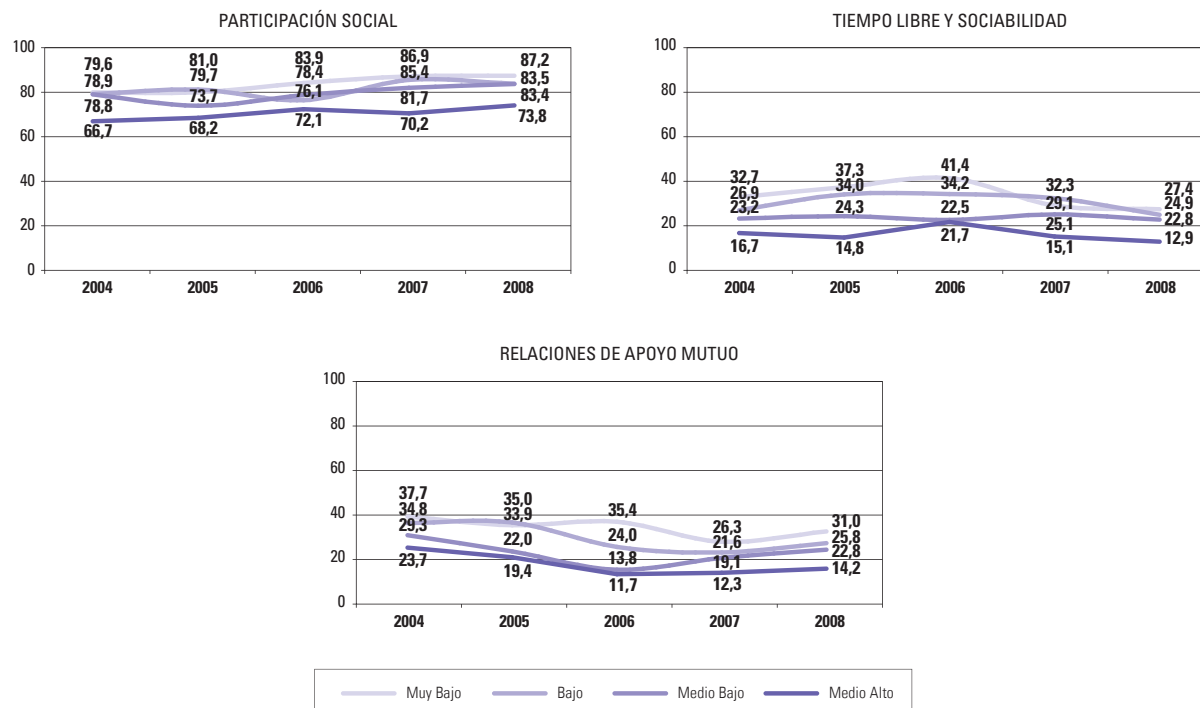 PARTICIPACIÓN SOCIAL
100
80
60
40
20
0
79,6 81,0 83,9 86,9 87,2
78,9 79,7 78,4 85,4 83,5
78,8 73,7 76,1 81,7 83,4
66,7 68,2 72,1 70,2 73,8
2004 2005 2006 2007 2008
TIEMPO LIBRE Y SOCIABILIDAD
100
80
60
40
20
0
32,7 37,3 41,4 32,3 27,4
26,9 34,0 34,2 29,1 24,9
23,2 24,3 22,5 25,1 22,8
16,7 14,8 21,7 15,1 12,9
2004 2005 2006 2007 2008
RELACIONES DE APOYO MUTUO
100
80
60
40
20
0
37,7 35,0 35,4 26,3 31,0
34,8 33,9 24,0 21,6 25,8
29,3 22,0 13,8 19,1 22,8
23,7 19,4 11,7 12,3 14,2
2004 2005 2006 2007 2008
Muy Bajo Bajo Medio Bajo Medio Alto